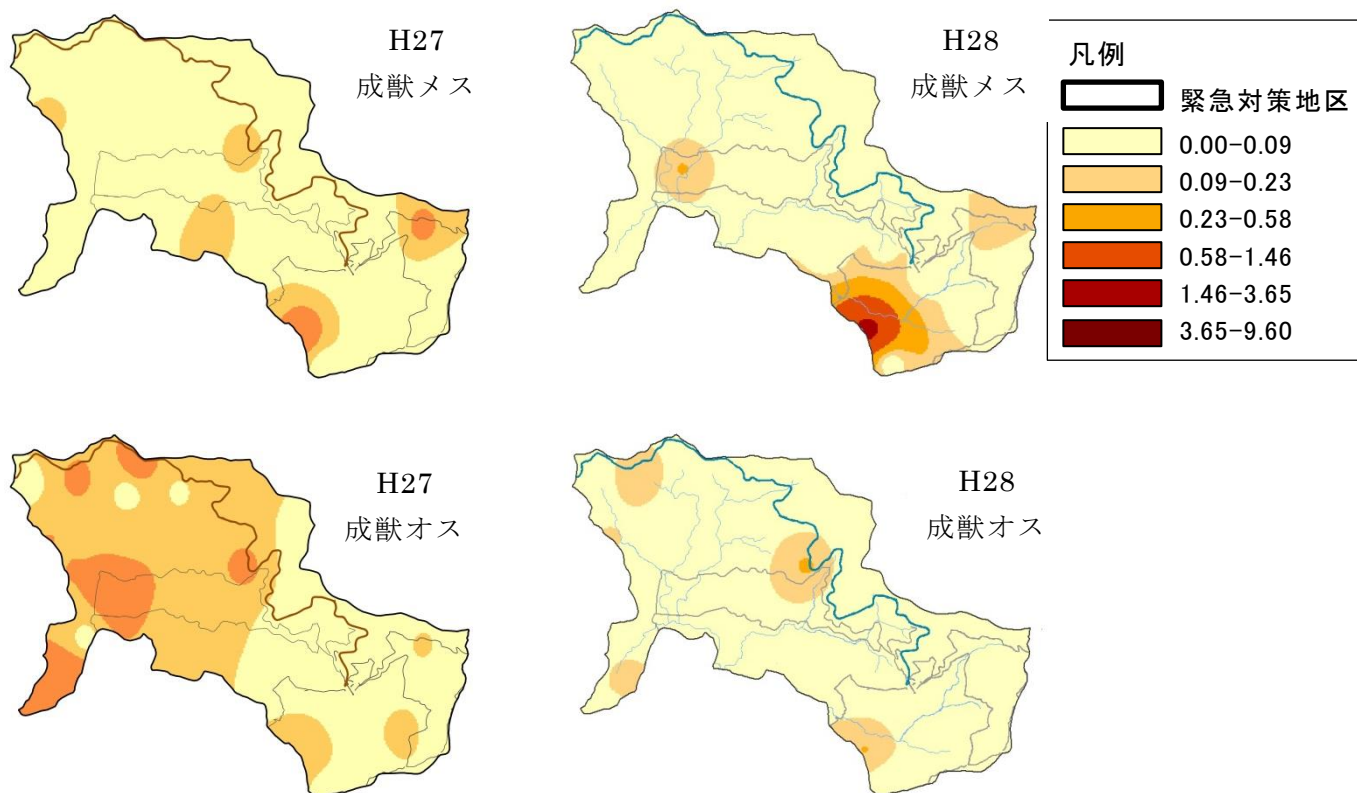 H27
成獣メス
H28
成獣メス
凡例
緊急対策地区
0.00-0.09
0.09-0.23
0.23-0.58
0.58-1.46
1.46-3.65
3.65-9.60
H27
成獣オス
H28
成獣オス